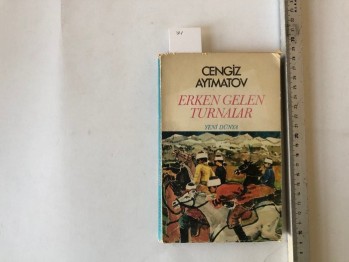 CENGİZ
AYTMATOV
ERKEN GELEN
TURNALAR
YENİ DÜNYA